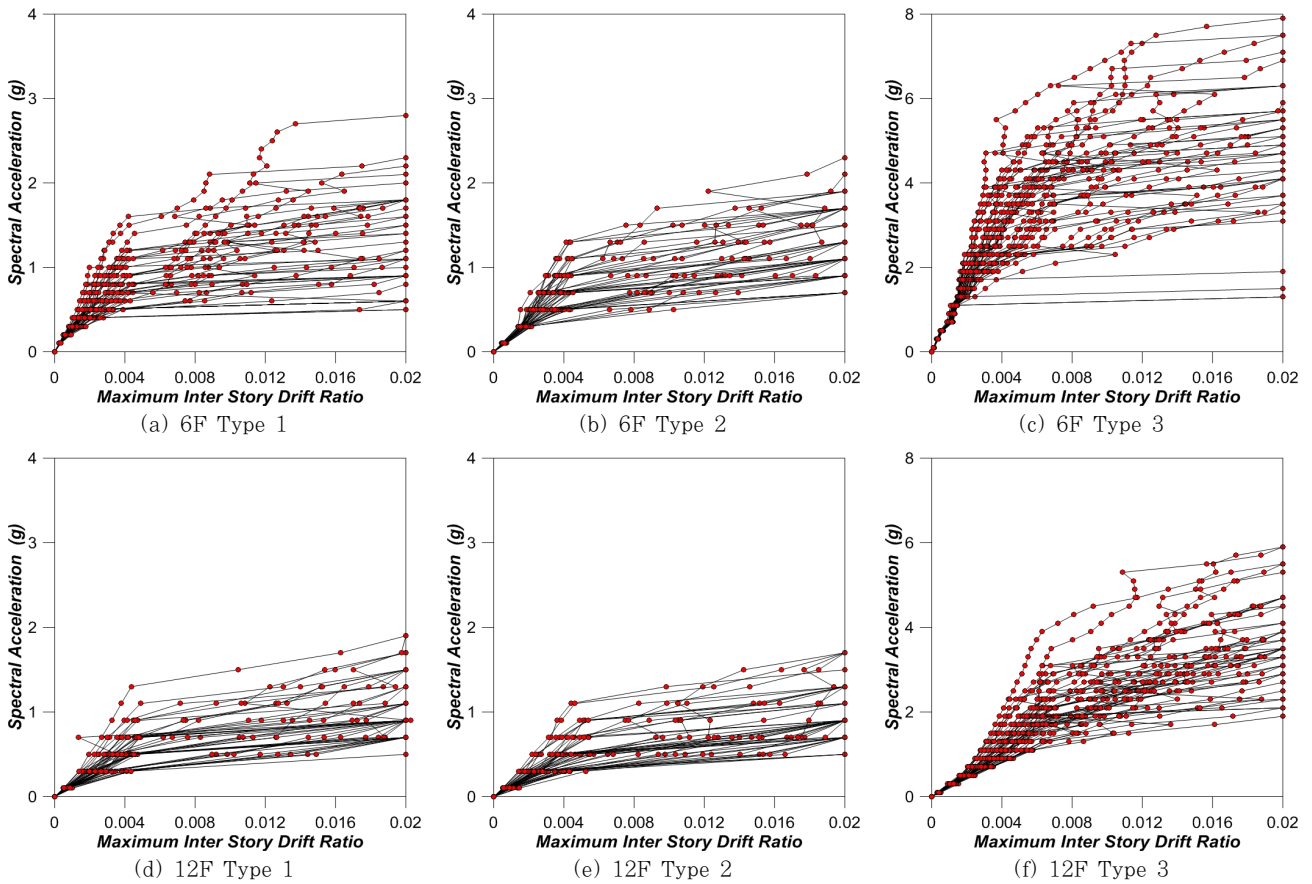 4
3
2
1
0
Spectral Acceleration (g)
0 0.004 0.008 0.012 0.016 0.02
Maximum Inter Story Drift Ratio
(a) 6F Type 1
4
3
2
1
0
Spectral Acceleration (g)
0 0.004 0.008 0.012 0.016 0.02
Maximum Inter Story Drift Ratio
(b) 6F Type 2
8
6
4
2
0
Spectral Acceleration (g)
0 0.004 0.008 0.012 0.016 0.02
Maximum Inter Story Drift Ratio
(c) 6F Type 3
4
3
2
1
0
Spectral Acceleration (g)
0 0.004 0.008 0.012 0.016 0.02
Maximum Inter Story Drift Ratio
(d) 12F Type 1
4
3
2
1
0
Spectral Acceleration (g)
0 0.004 0.008 0.012 0.016 0.02
Maximum Inter Story Drift Ratio
(e) 12F Type 2
8
6
4
2
0
Spectral Acceleration (g)
0 0.004 0.008 0.012 0.016 0.02
Maximum Inter Story Drift Ratio
(f) 12F Type 3